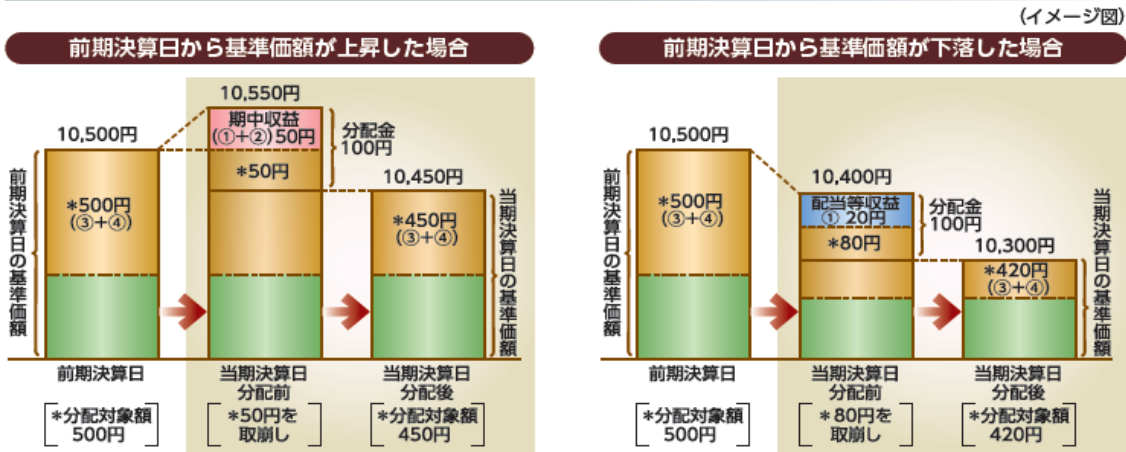 (イメージ図)
前期決算日から基準価額が上昇した場合
10,550円
10,500円
期中収益
(①+②)50円
分配金
100円
*50円
10,450円
*500円
(③+④)
*450円
(③+④)
前期決算日の基準価額
当期決算日の基準価額
前期決算日
当期決算日
分配前
当期決算日
分配後
*分配対象額
500円
*50円を
取崩し
*分配対象額
450円
前期決算日から基準価額が下落した場合
10,500円
10,400円
配当等収益
① 20円
分配金
100円
*80円
10,300円
*500円
(③+④)
*420円
(③+④)
前期決算日の基準価額
当期決算日の基準価額
前期決算日
当期決算日
分配前
当期決算日
分配後
*分配対象額
500円
*80円を
取崩し
*分配対象額
420円